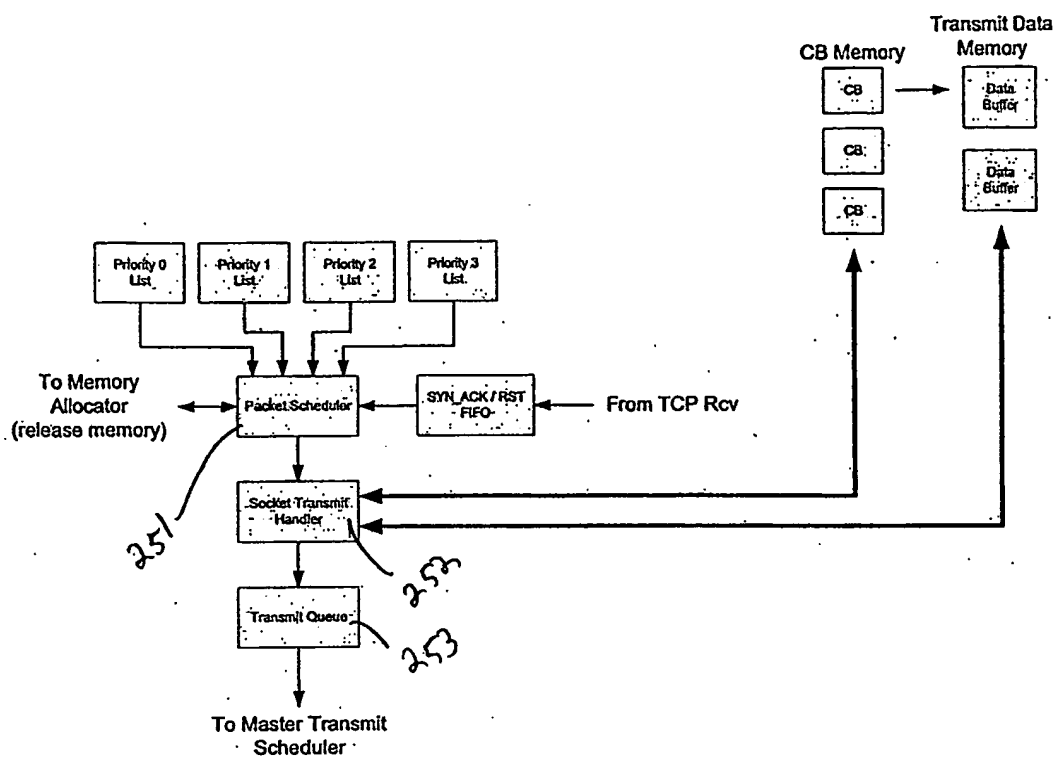 Transmit Data
Memory
CB Memory
CB
Data
Buffer
CB
Data
Buffer
CB
Priority 0
List
Priority 1
List
Priority 2
List
Priority 3
List
To Memory
Allocator
(release memory)
Packet Scheduler
SYN_ACK / RST
FIFO
From TCP Rcv
Socket Transmit
Handler
251
252
Transmit Queue
253
To Master Transmit
Scheduler